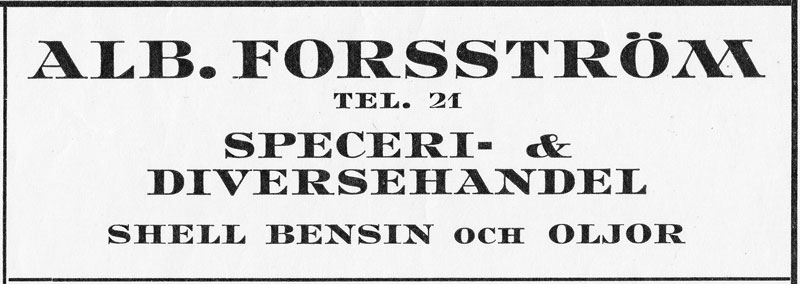 ALB. FORSSTRÖM
TEL. 21
SPECERI- &
DIVERSEHANDEL
SHELL BENSIN OCH OLJOR